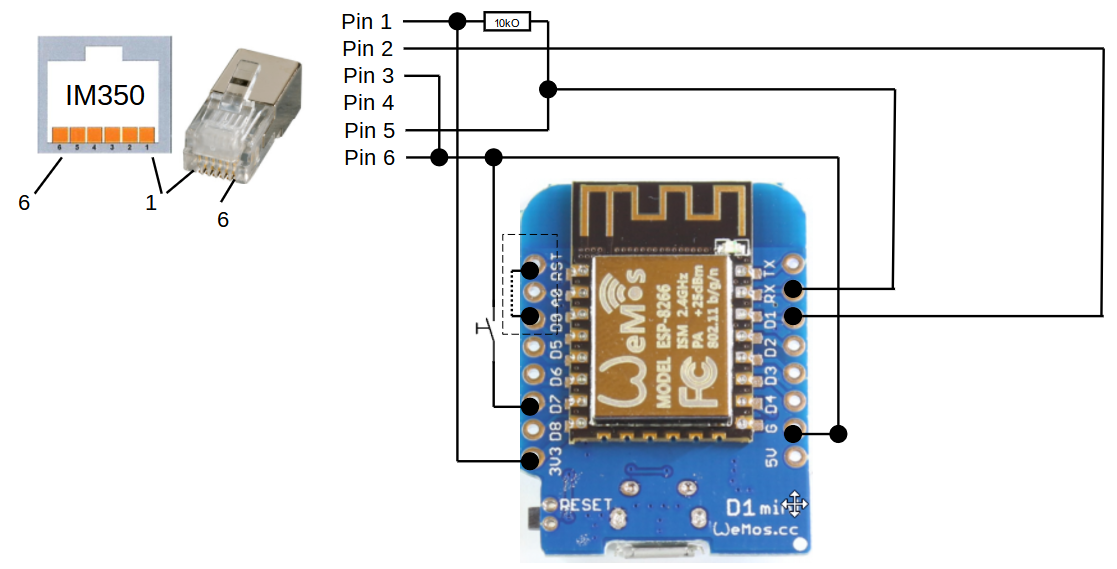 Pin 1
10kO
Pin 2
Pin 3
Pin 4
Pin 5
Pin 6
IM350
6 5 4 3 2 1
6
1
6
RST
A0
D0
D5
D6
D7
D8
3V3
TX
RX
D1
D2
D3
D4
G
5V
WeMos
MODEL ESP-8266
ISM 2.4GHz
PA +25dBm
802.11 b/g/n
FC
RESET
D1 mini
WeMos.cc